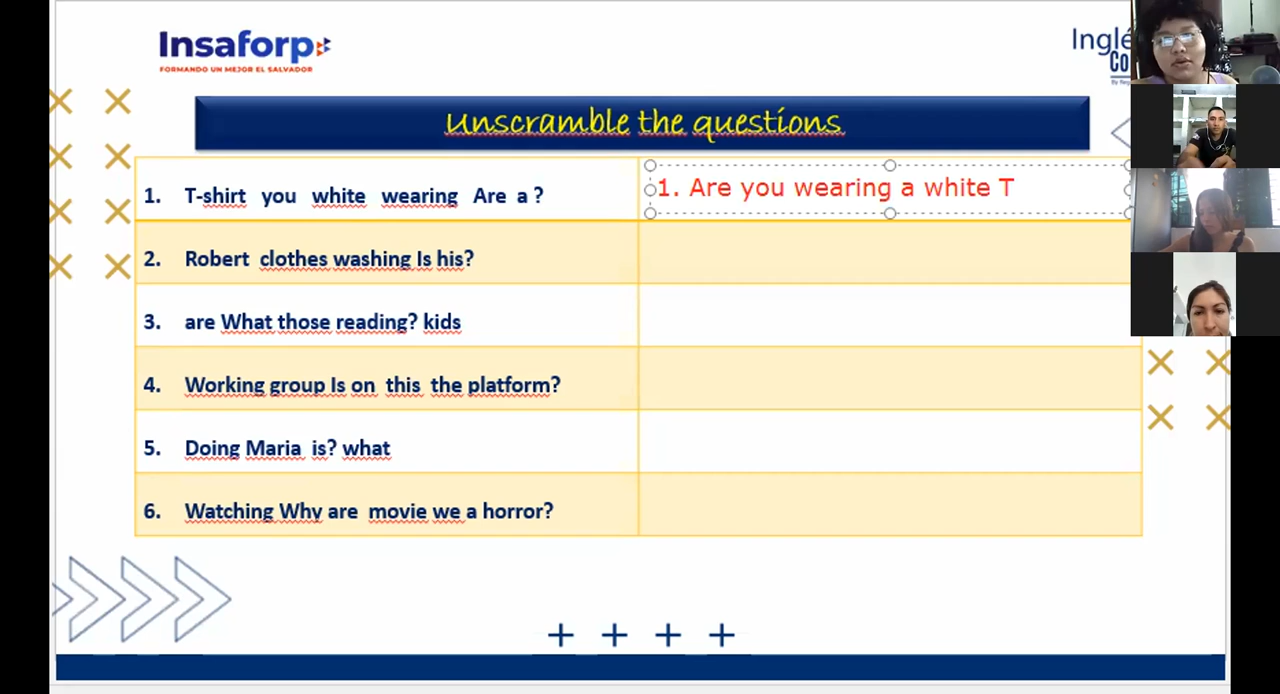 Insaforp
FORMANDO UN MEJOR EL SALVADOR
Unscramble the questions
1. T-shirt you white wearing Are a ?
1. Are you wearing a white T
2. Robert clothes washing Is his?
3. are What those reading? kids
4. Working group Is on this the platform?
5. Doing Maria is? what
6. Watching Why are movie we a horror?